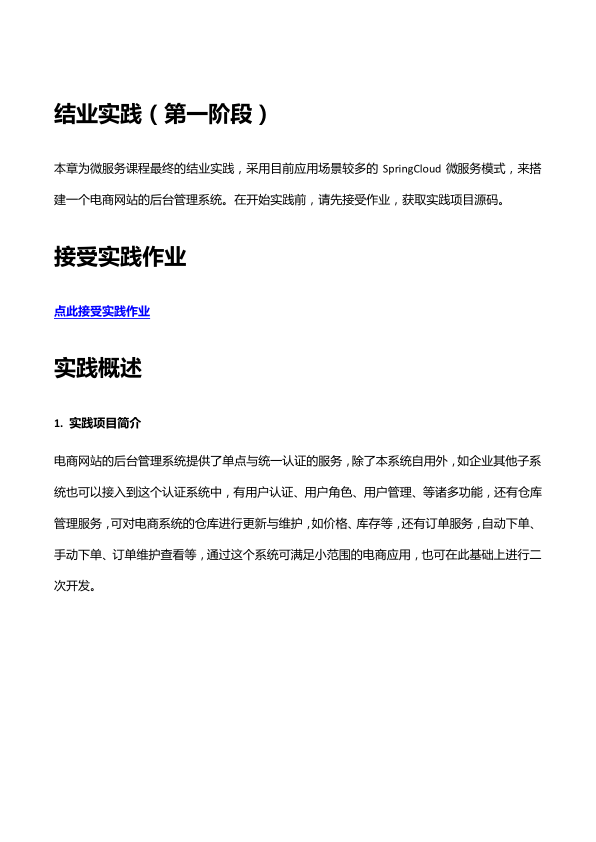 结业实践（第一阶段）
本章为微服务课程最终的结业实践，采用目前应用场景较多的 SpringCloud 微服务模式，来搭
建一个电商网站的后台管理系统。在开始实践前，请先接受作业，获取实践项目源码。
接受实践作业
点此接受实践作业
实践概述
1. 实践项目简介
电商网站的后台管理系统提供了单点与统一认证的服务，除了本系统自用外，如企业其他子系
统也可以接入到这个认证系统中，有用户认证、用户角色、用户管理、等诸多功能，还有仓库
管理服务，可对电商系统的仓库进行更新与维护，如价格、库存等，还有订单服务，自动下单、
手动下单、订单维护查看等，通过这个系统可满足小范围的电商应用，也可在此基础上进行二
次开发。